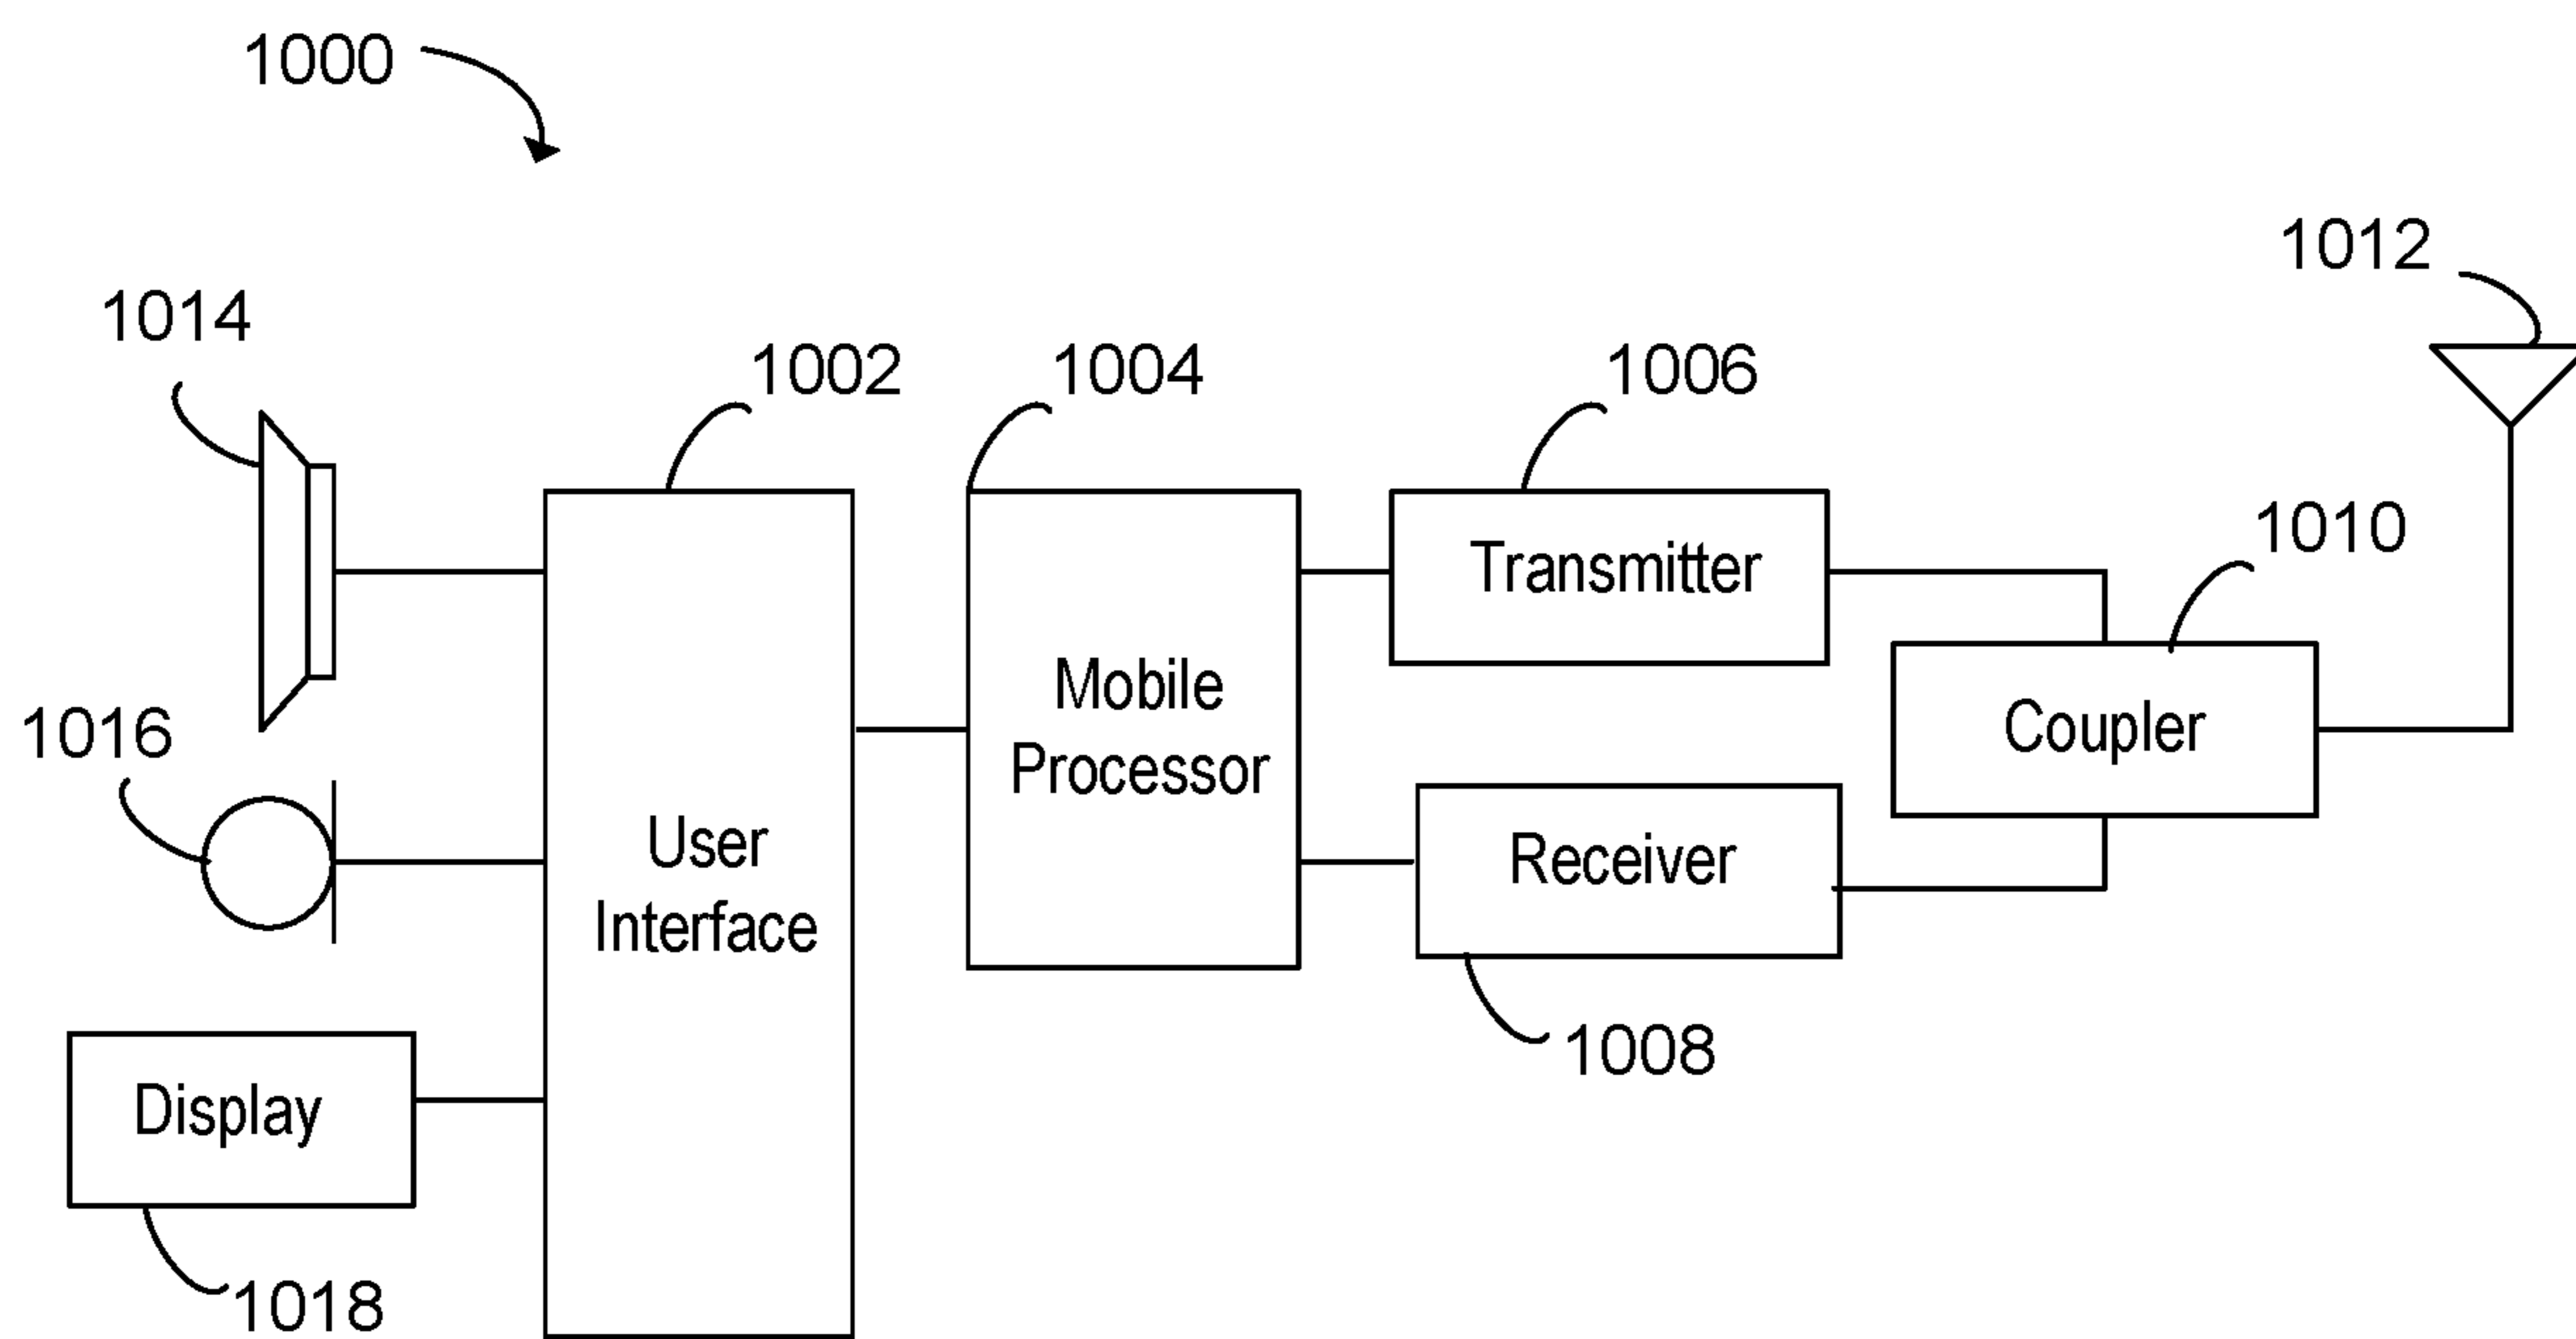 1000
1012
1014
1002
1004
1006
1010
Transmitter
Mobile
Processor
Coupler
1016
User
Interface
Receiver
1008
Display
1018